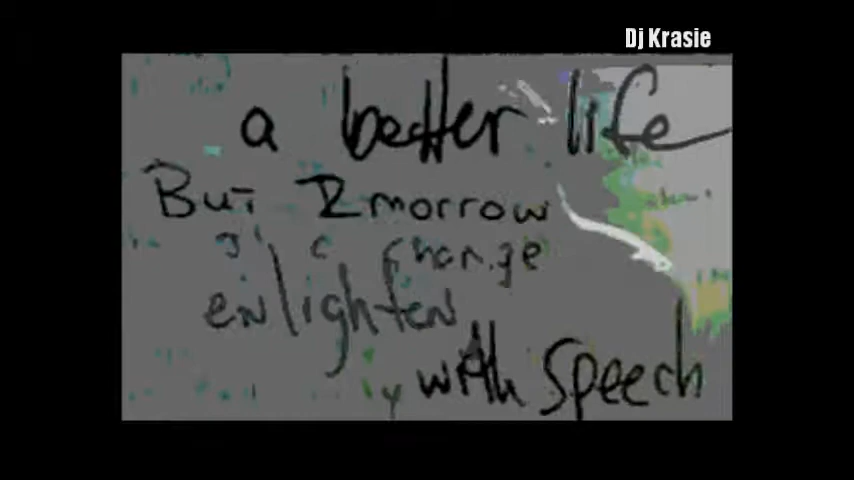 Dj Krasie
a better life
But 2morrow
change
enlighten
with speech